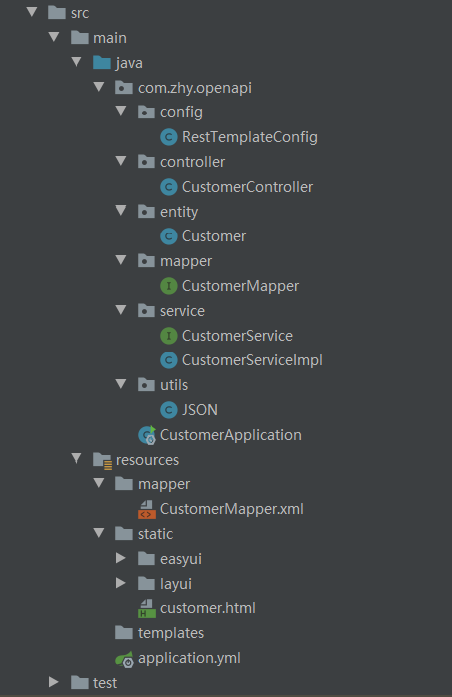 src
main
java
com.zhy.openapi
config
RestTemplateConfig
controller
CustomerController
entity
Customer
mapper
CustomerMapper
service
CustomerService
CustomerServiceImpl
utils
JSON
CustomerApplication
resources
mapper
CustomerMapper.xml
static
easyui
layui
customer.html
templates
application.yml
test